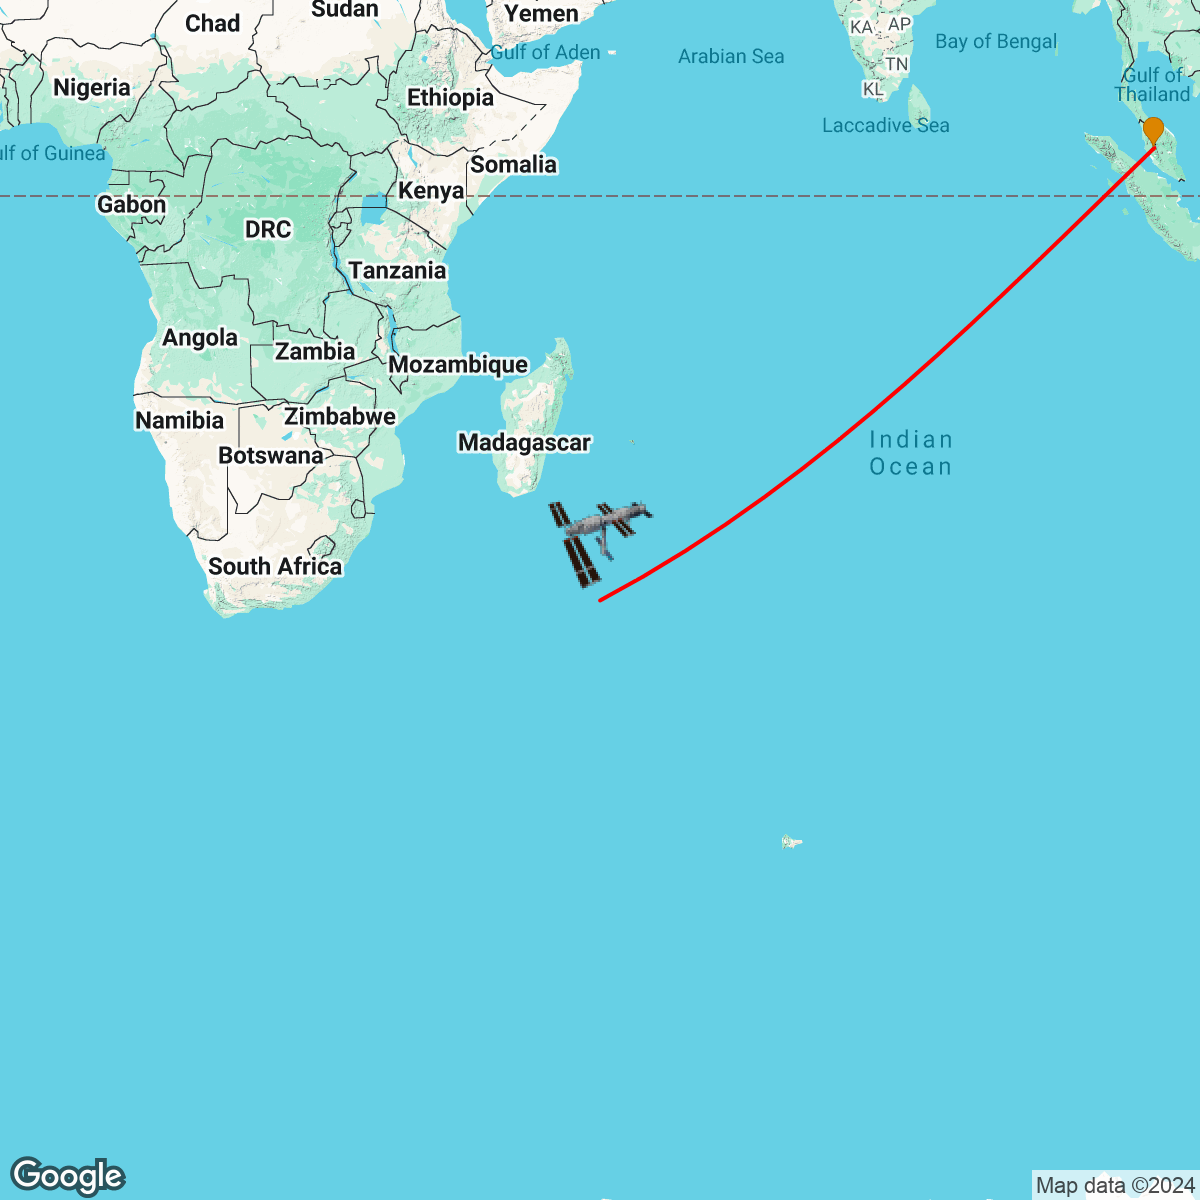 Sudan
Yemen
Chad
KA
AP
Gulf of Aden
Arabian Sea
Bay of Bengal
TN
Nigeria
Ethiopia
KL
Gulf of
Thailand
Laccadive Sea
lf of Guinea
Somalia
Kenya
Gabon
DRC
Tanzania
Angola
Zambia
Mozambique
Namibia
Zimbabwe
Botswana
Madagascar
Indian
Ocean
South Africa
Google
Map data ©2024